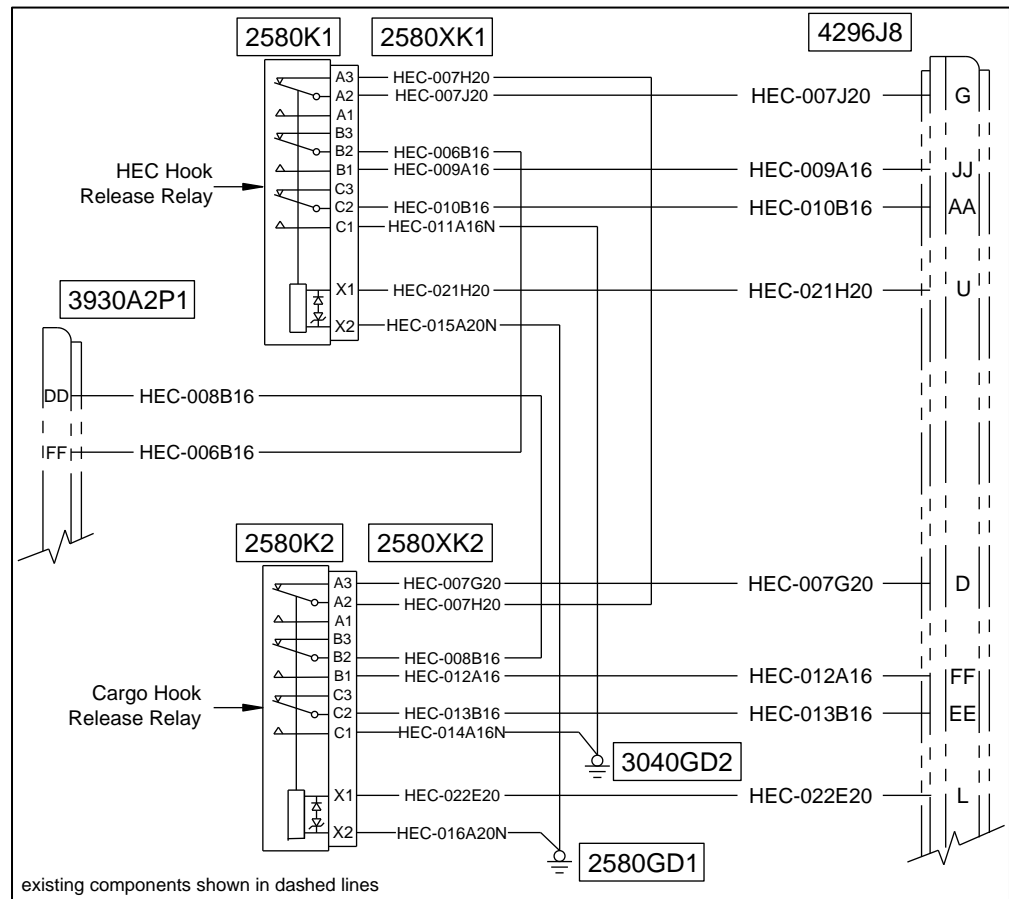 2580K1 2580XK1 4296J8
A3 HEC-007H20
A2 HEC-007J20 HEC-007J20 G
A1
B3
B2 HEC-006B16
B1 HEC-009A16 HEC-009A16 JJ
C3
C2 HEC-010B16 HEC-010B16 AA
C1 HEC-011A16N
X1 HEC-021H20 HEC-021H20 U
X2 HEC-015A20N
HEC Hook
Release Relay
3930A2P1
DD HEC-008B16
FF HEC-006B16
2580K2 2580XK2
A3 HEC-007G20 HEC-007G20 D
A2 HEC-007H20
A1
B3
B2 HEC-008B16
B1 HEC-012A16 HEC-012A16 FF
C3
C2 HEC-013B16 HEC-013B16 EE
C1 HEC-014A16N
Cargo Hook
Release Relay
3040GD2
X1 HEC-022E20 HEC-022E20 L
X2 HEC-016A20N
2580GD1
existing components shown in dashed lines